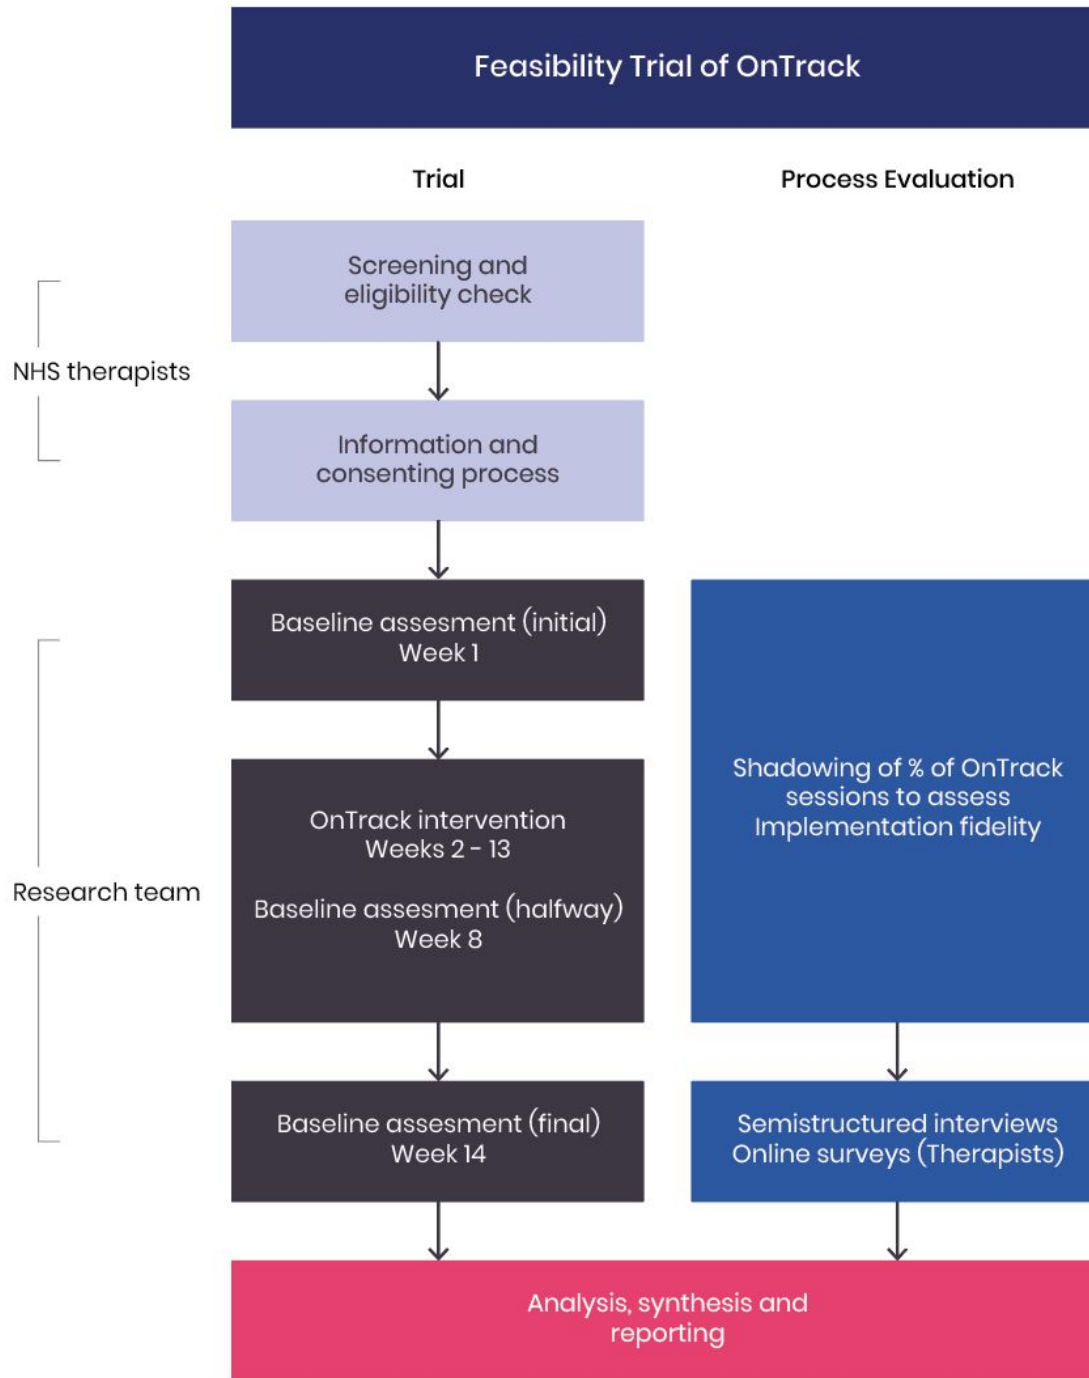 Feasibility Trial of OnTrack
Trial
Process Evaluation
Screening and
eligibility check
NHS therapists
Information and
consenting process
Baseline assesment (initial)
Week 1
OnTrack intervention
Weeks 2 - 13
Baseline assesment (halfway)
Week 8
Shadowing of % of OnTrack
sessions to assess
Implementation fidelity
Research team
Baseline assesment (final)
Week 14
Semistructured interviews
Online surveys (Therapists)
Analysis, synthesis and
reporting